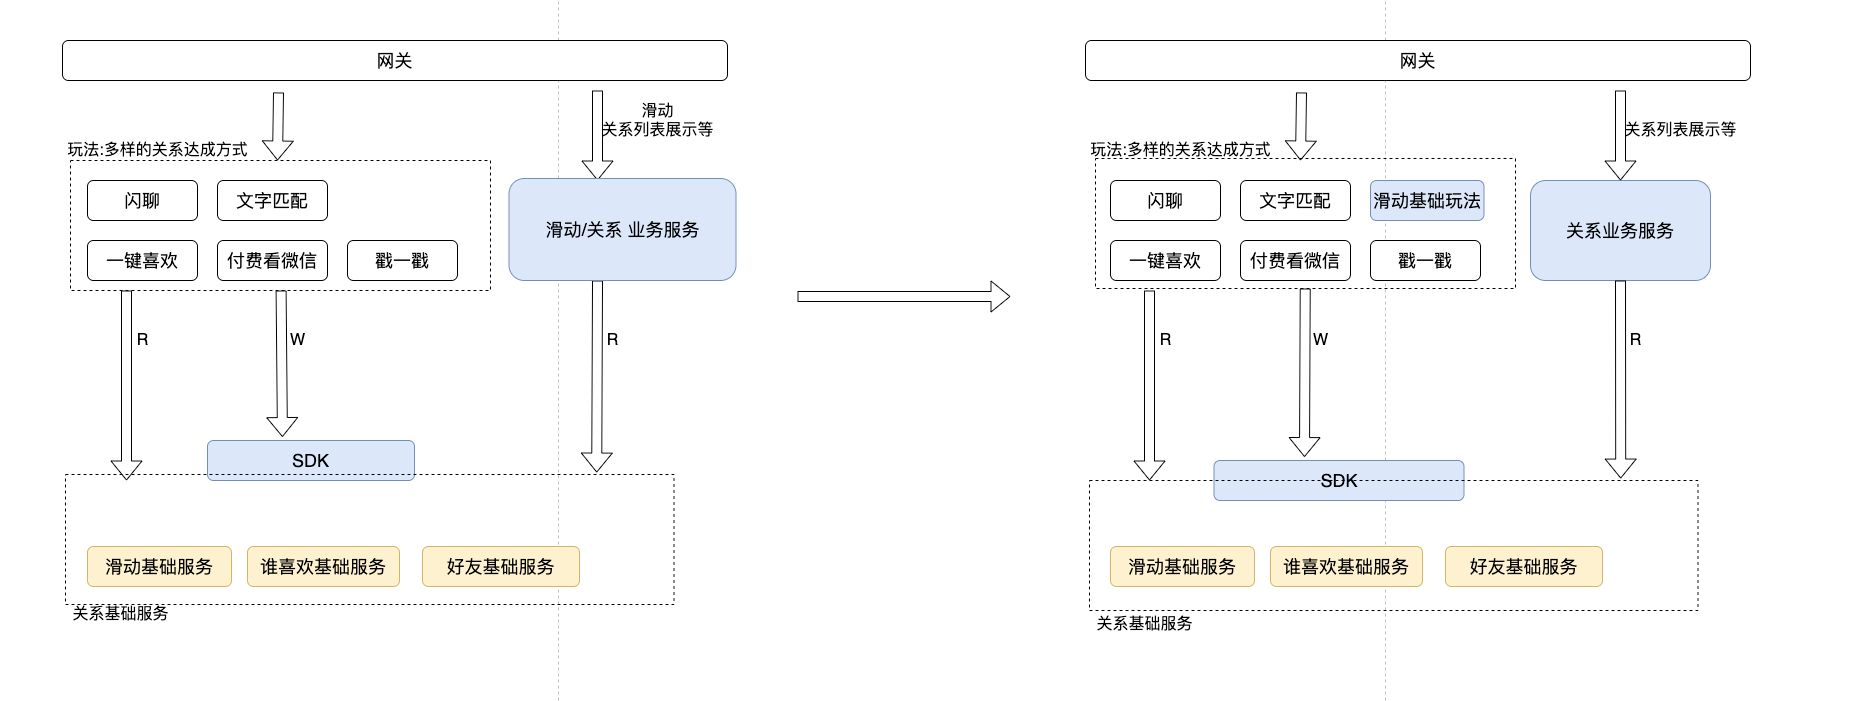 网关
滑动
关系列表展示等
玩法:多样的关系达成方式
闪聊
文字匹配
一键喜欢
付费看微信
戳一戳
滑动/关系 业务服务
R
W
R
SDK
滑动基础服务
谁喜欢基础服务
好友基础服务
关系基础服务
网关
关系列表展示等
玩法:多样的关系达成方式
闪聊
文字匹配
滑动基础玩法
一键喜欢
付费看微信
戳一戳
关系业务服务
R
W
R
SDK
滑动基础服务
谁喜欢基础服务
好友基础服务
关系基础服务